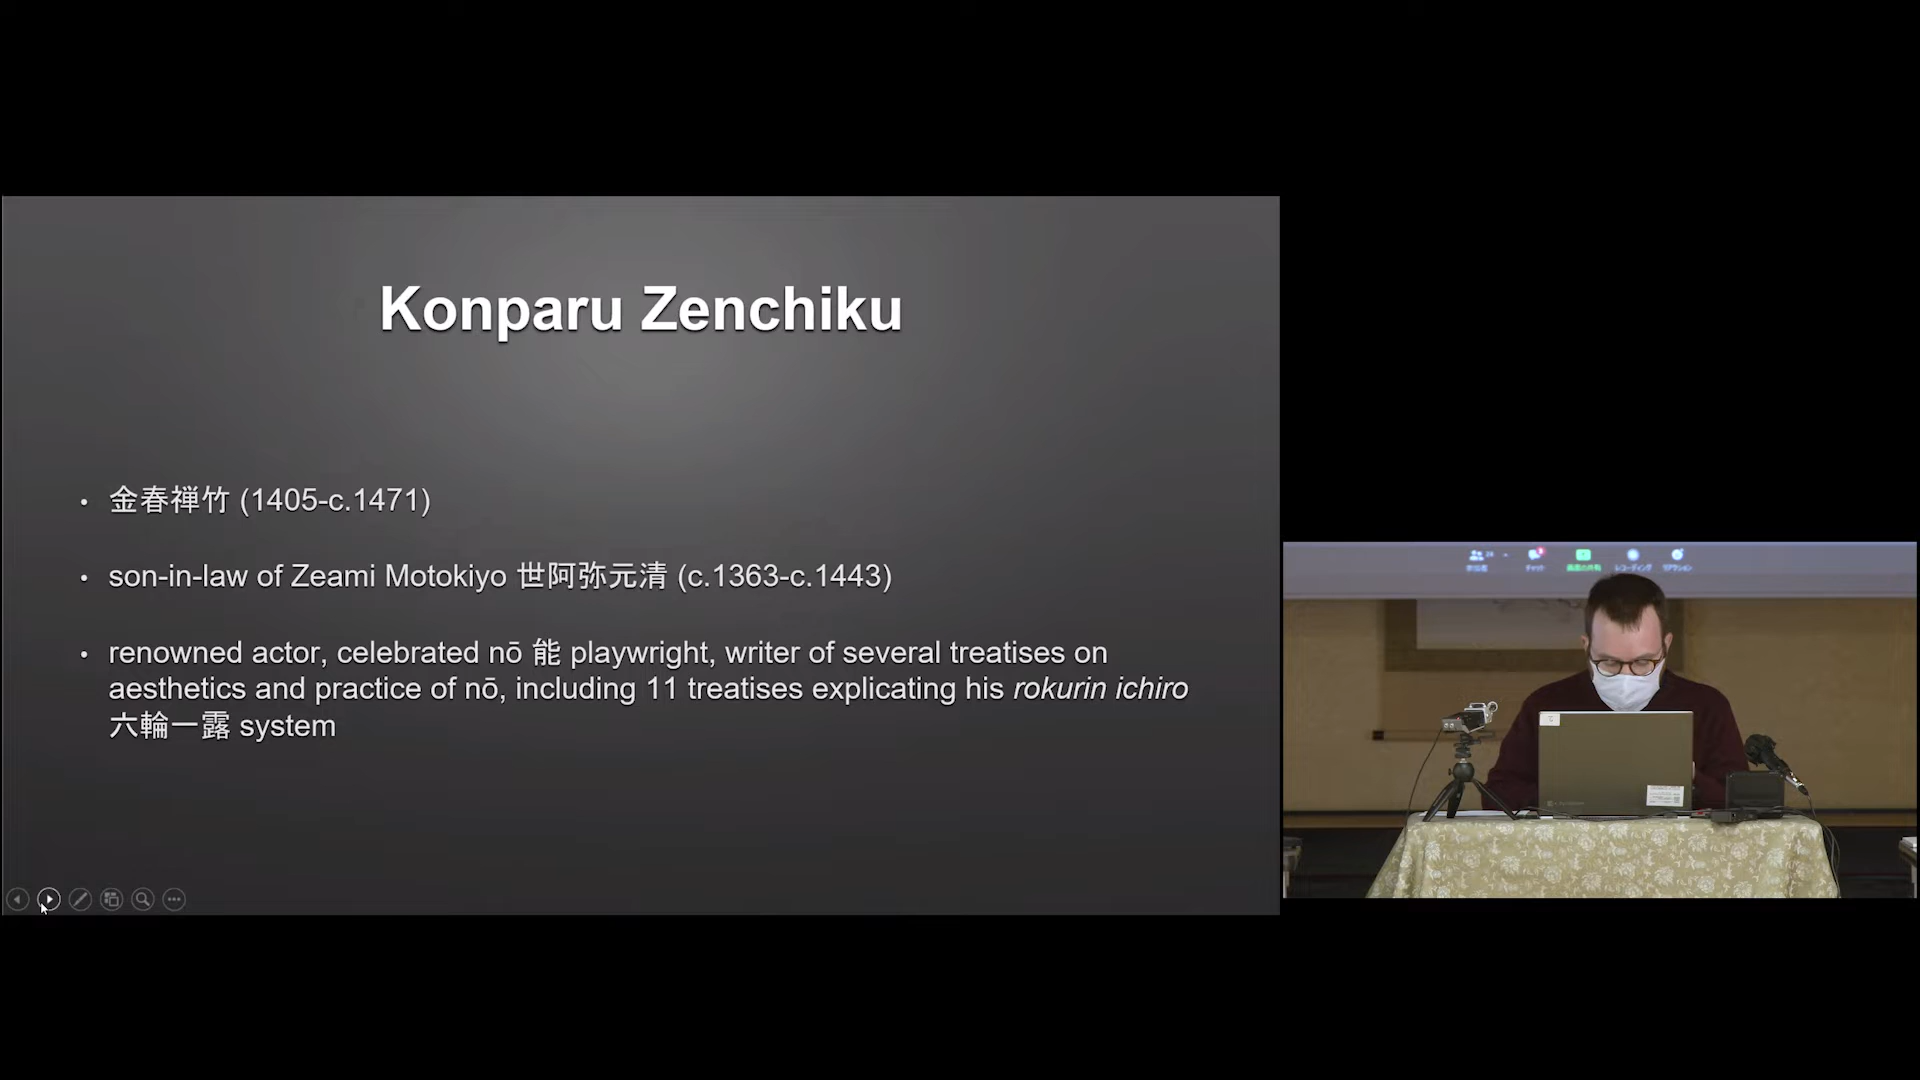 Konparu Zenchiku
• 金春禅竹 (1405-c.1471)
• son-in-law of Zeami Motokiyo 世阿弥元清 (c.1363-c.1443)
• renowned actor, celebrated nō 能 playwright, writer of several treatises on
aesthetics and practice of nō, including 11 treatises explicating his rokurin ichiro
六輪一露 system